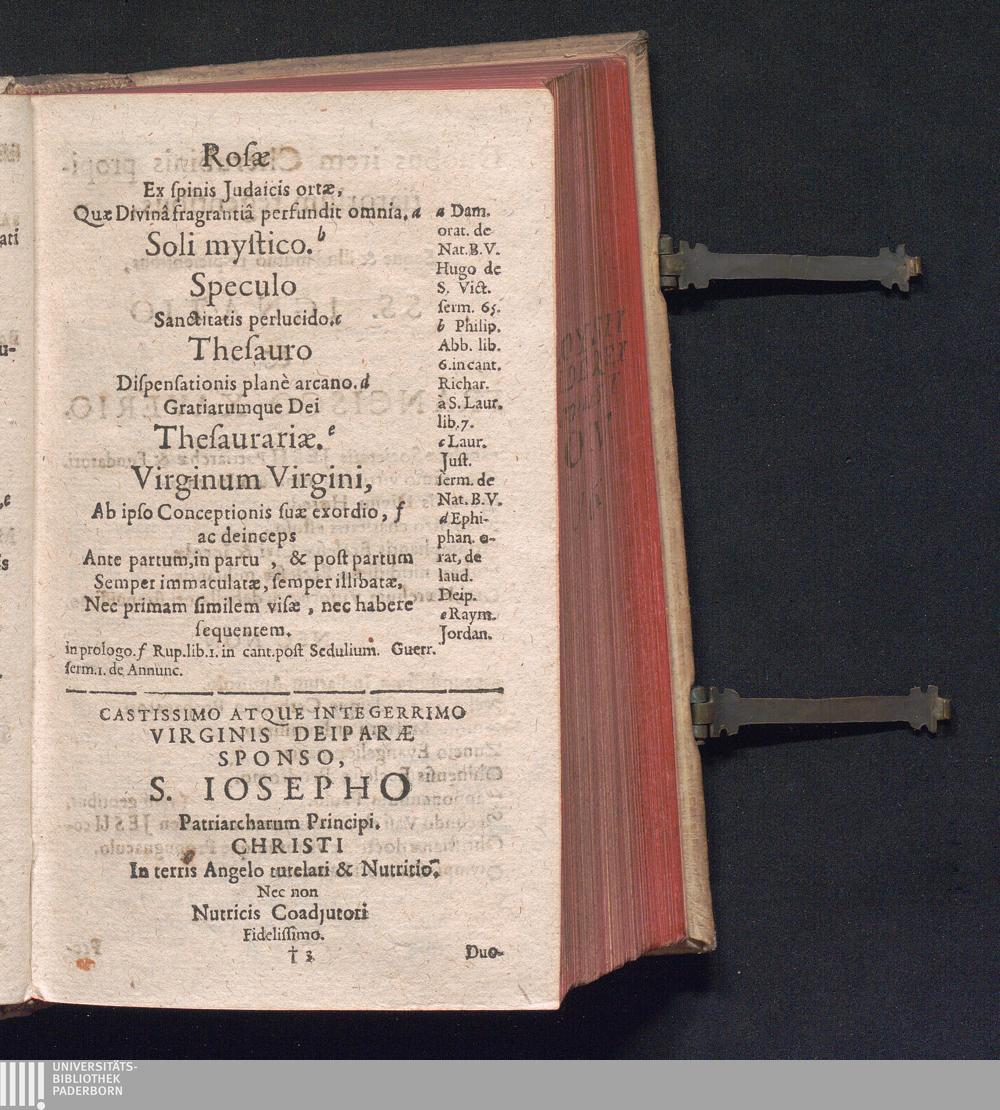 Roſæ
Ex ſpinis Judaicis ortæ,
Quæ Divinâ fragrantiâ perfundit omnia. a
Soli myſtico. b
Speculo
Sanctitatis perlucido. c
Theſauro
Diſpenſationis planè arcano. d
Gratiarumque Dei
Theſaurariæ. e
Virginum Virgini,
Ab ipſo Conceptionis ſuæ exordio, f
ac deinceps
Ante partum, in partu, & poſt partum
Semper immaculatæ, ſemper illibatæ,
Nec primam ſimilem viſæ, nec habere
ſequentem.
a Dam.
orat. de
Nat. B. V.
Hugo de
S. Vict.
ſerm. 65.
b Philip.
Abb. lib.
6. in cant.
Richar.
à S. Laur.
lib. 7.
c Laur.
Juſt.
ſerm. de
Nat. B. V.
d Ephi-
phan. o-
rat, de
laud.
Deip.
e Raym.
Jordan.
in prologo. f Rup. lib. 1. in cant. poſt Sedulium. Guerr.
ſerm. 1. de Annunc.
CASTISSIMO ATQUE INTEGERRIMO
VIRGINIS DEIPARÆ
SPONSO,
S. IOSEPHO
Patriarcharum Principi.
CHRISTI
In terris Angelo tutelari & Nutritio.
Nec non
Nutricis Coadjutori
Fideliſſimo.
† 3
Duo-
ati
u-
UNIVERSITÄTS-
BIBLIOTHEK
PADERBORN